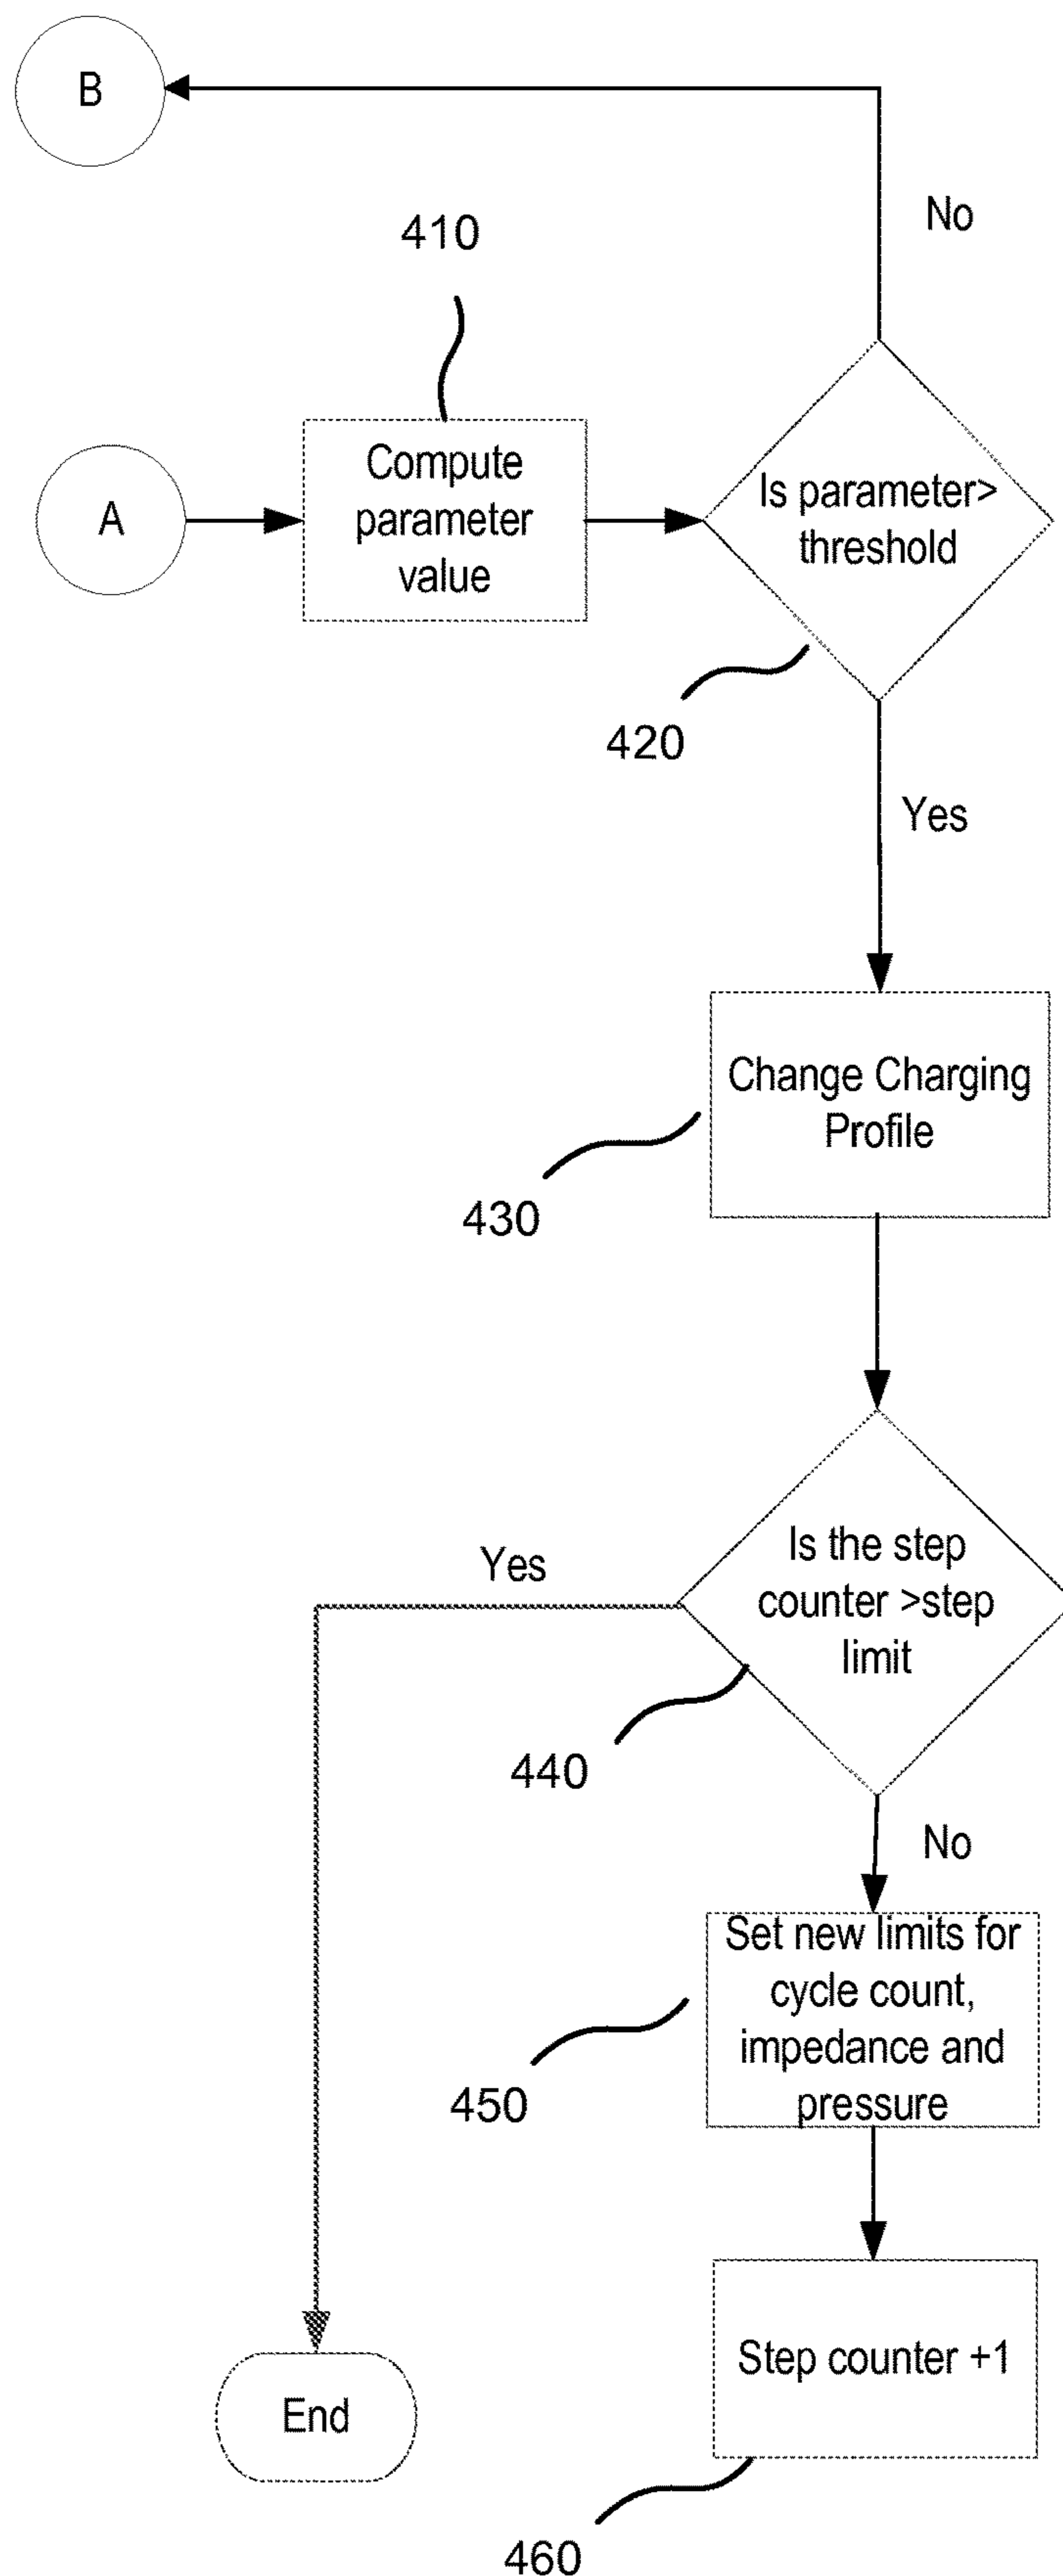 B
No
410
A
Compute
parameter
value
Is parameter>
threshold
420
Yes
Change Charging
Profile
430
Yes
Is the step
counter >step
limit
440
No
Set new limits for
cycle count,
impedance and
pressure
450
Step counter +1
End
460